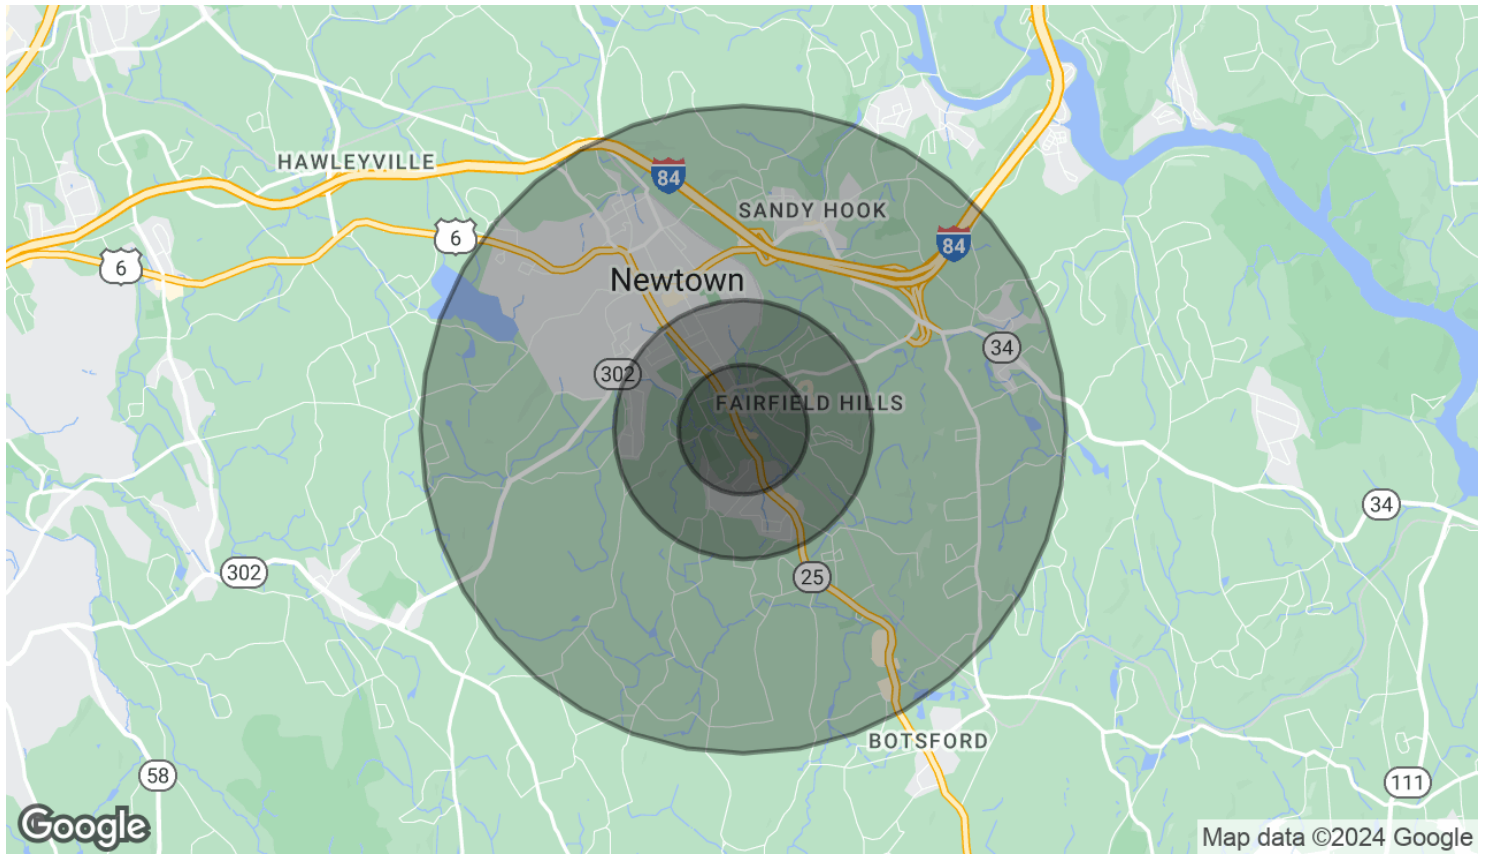 HAWLEYVILLE
84
SANDY HOOK
6
84
6
Newtown
34
302
FAIRFIELD HILLS
34
302
25
BOTSFORD
58
111
Google
Map data ©2024 Google